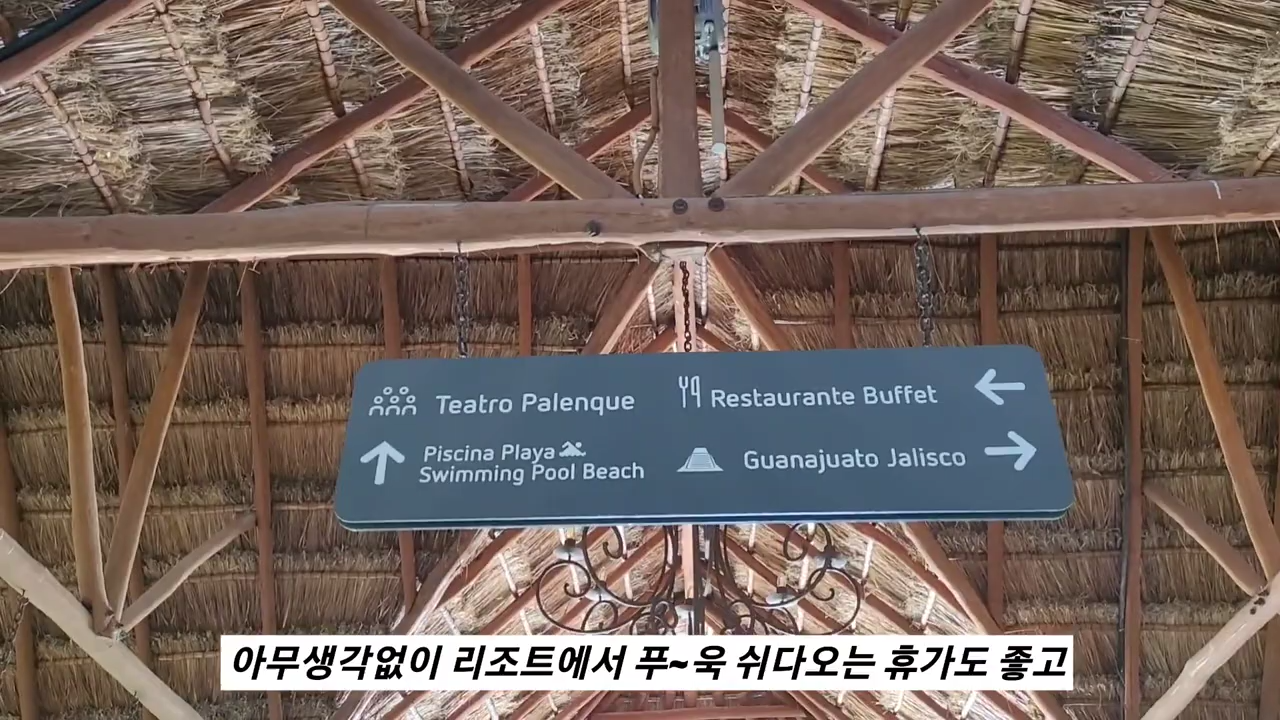 Teatro Palenque
Restaurante Buffet
Piscina Playa
Swimming Pool Beach
Guanajuato Jalisco
아무생각없이 리조트에서 푸~욱 쉬다오는 휴가도 좋고